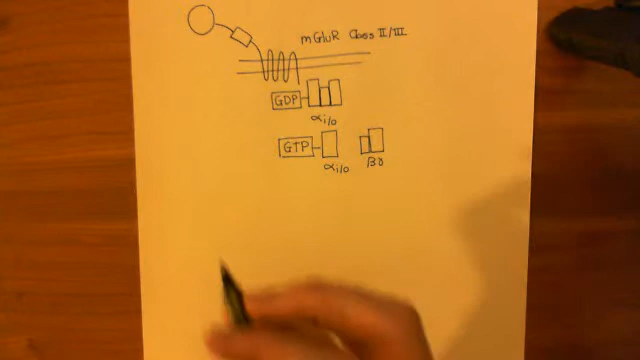 mGluR Class II/III
GDP
αi/o
GTP
αi/o
βγ